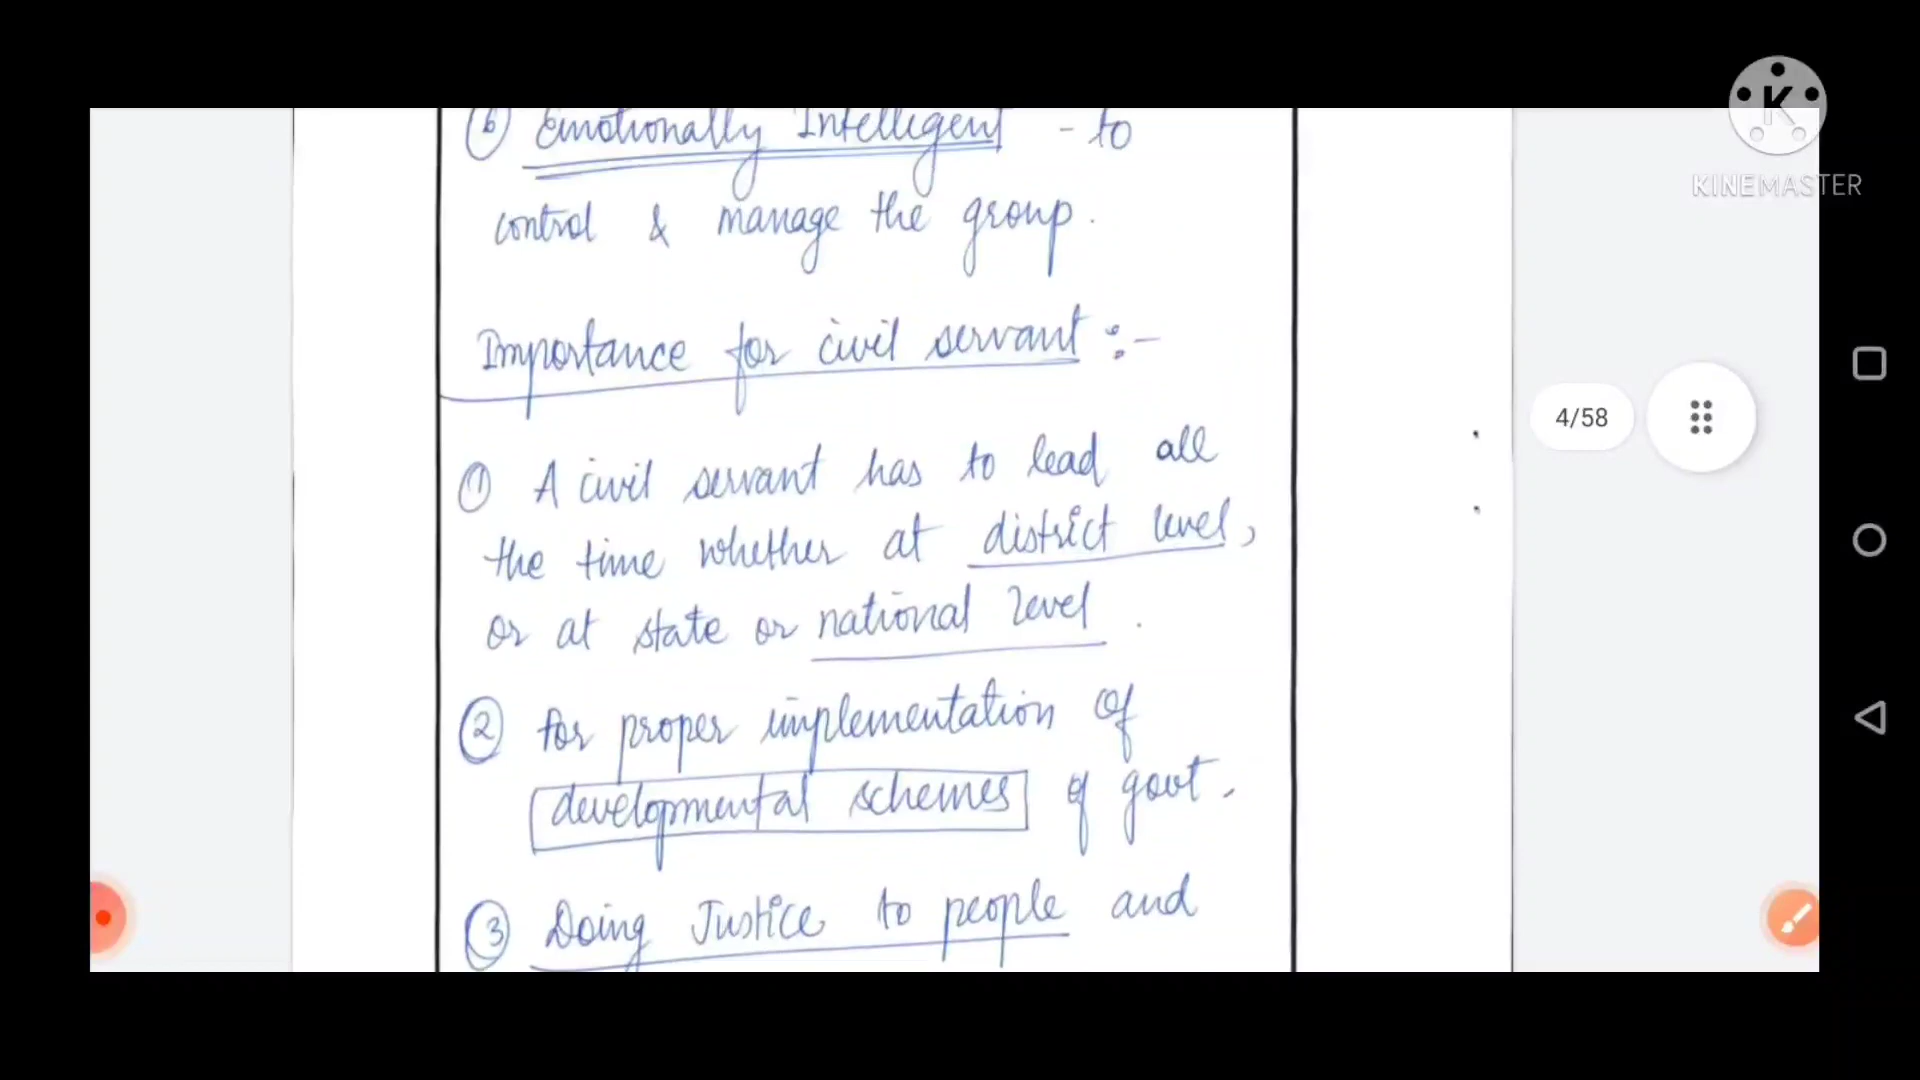 ⑥ Emotionally Intelligent - to
control & manage the group.
Importance for civil servant :-
① A civil servant has to lead all
the time whether at district level,
or at state or national level.
② for proper implementation of
developmental schemes of govt.
③ Doing Justice to people and
4/58
K
KINEMASTER